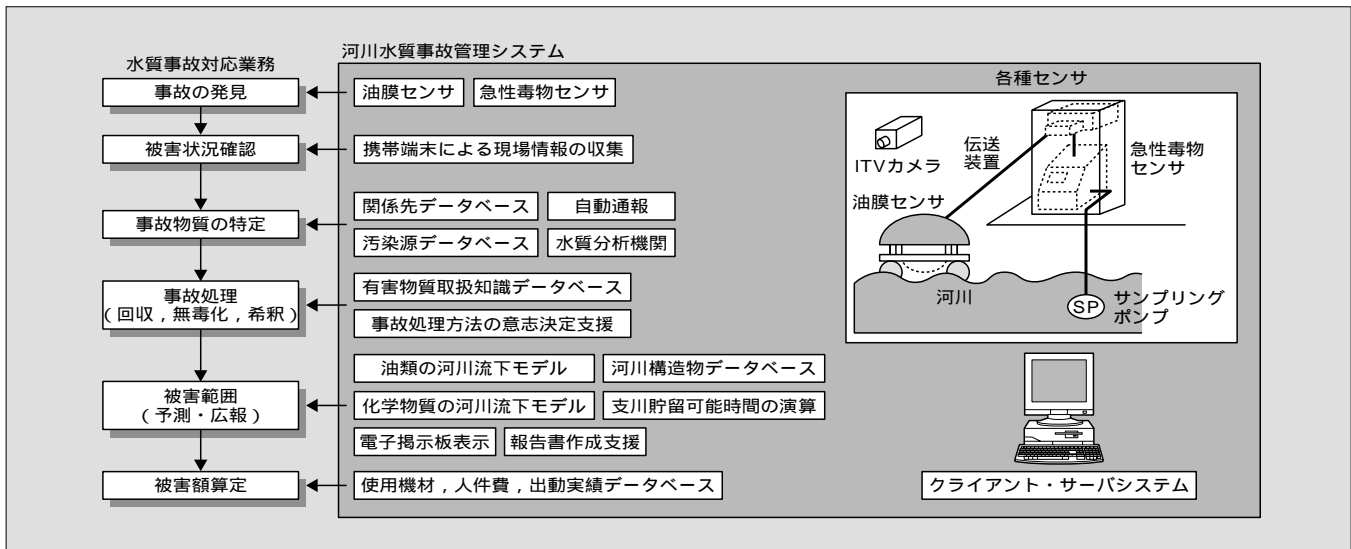 河川水質事故管理システム
水質事故対応業務
事故の発見
油膜センサ
急性毒物センサ
被害状況確認
携帯端末による現場情報の収集
事故物質の特定
関係先データベース
自動通報
汚染源データベース
水質分析機関
事故処理
(回収，無毒化，希釈)
有害物質取扱知識データベース
事故処理方法の意志決定支援
被害範囲
(予測・広報)
油類の河川流下モデル
河川構造物データベース
化学物質の河川流下モデル
支川貯留可能時間の演算
電子掲示板表示
報告書作成支援
被害額算定
使用機材，人件費，出動実績データベース
各種センサ
ITVカメラ
伝送
装置
急性毒物
センサ
油膜センサ
河川
SP
サンプリング
ポンプ
クライアント・サーバシステム